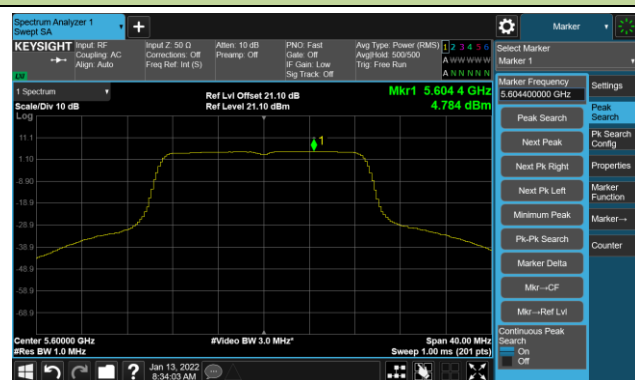 Spectrum Analyzer 1
Swept SA
Marker
KEYSIGHT
Input: RF
Coupling: AC
Align: Auto
Input Z: 50 Ω
Corrections: Off
Freq Ref: Int (S)
Atten: 10 dB
Preamp: Off
PNO: Fast
Gate: Off
IF Gain: Low
Sig Track: Off
Avg Type: Power (RMS)
Avg|Hold: 500/500
Trig: Free Run
1 2 3 4 5 6
A W W W W W
A N N N N N
LW
Select Marker
Marker 1
1 Spectrum
Scale/Div 10 dB
Ref Lvl Offset 21.10 dB
Ref Level 21.10 dBm
Mkr1 5.604 4 GHz
4.784 dBm
Log
11.1
1.10
-8.90
-18.9
-28.9
-38.9
-48.9
-58.9
-68.9
1
Center 5.60000 GHz
#Res BW 1.0 MHz
#Video BW 3.0 MHz*
Span 40.00 MHz
Sweep 1.00 ms (201 pts)
Marker Frequency
5.604400000 GHz
Peak Search
Next Peak
Next Pk Right
Next Pk Left
Minimum Peak
Pk-Pk Search
Marker Delta
Mkr→CF
Mkr→Ref Lvl
Continuous Peak
Search
On
Off
Settings
Peak
Search
Pk Search
Config
Properties
Marker
Function
Marker→
Counter
Jan 13, 2022
8:34:03 AM